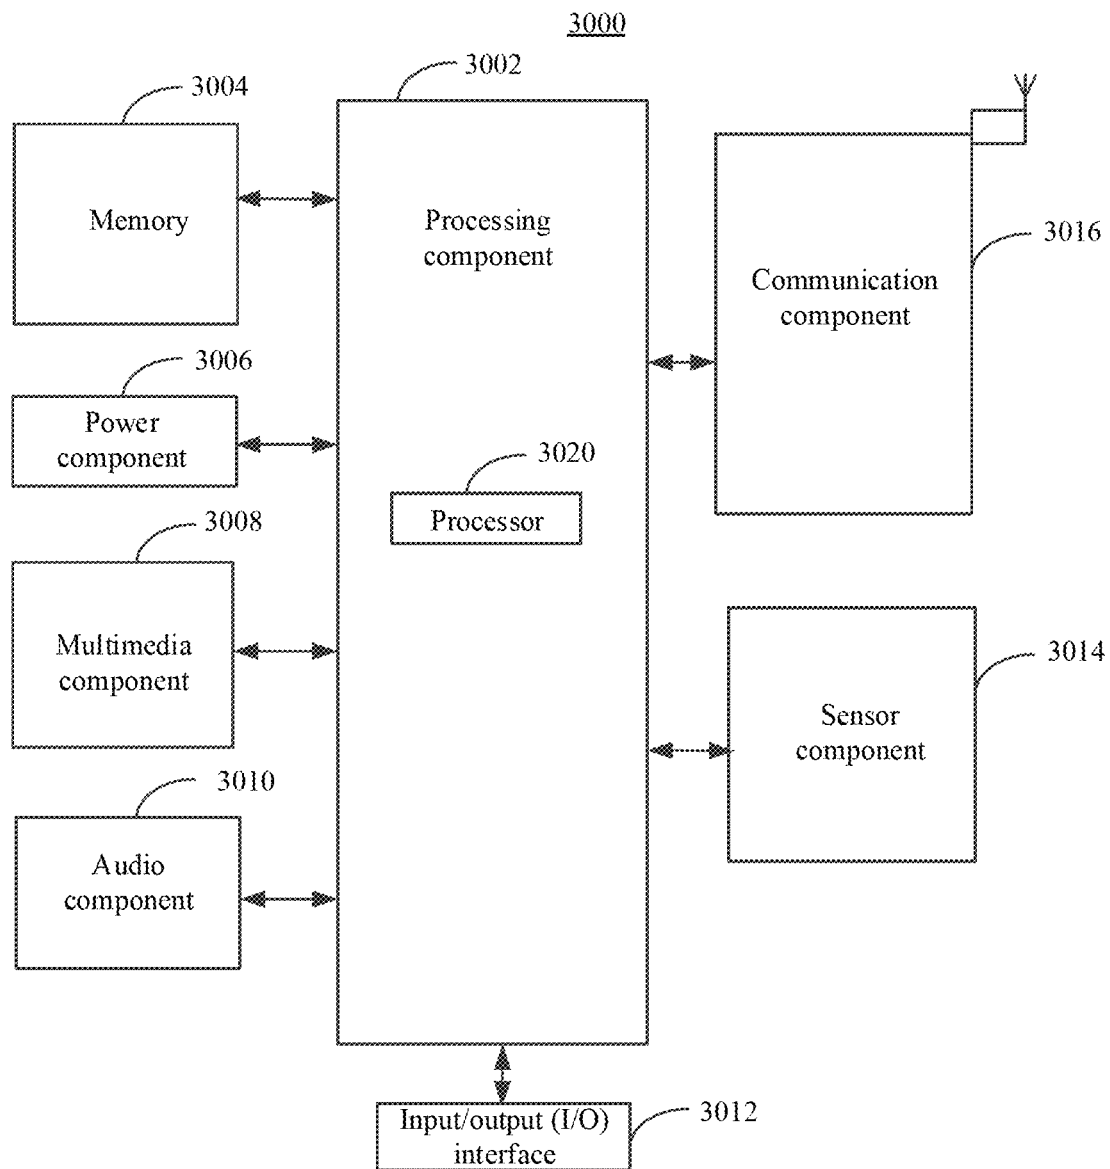 3000
3002
3004
Memory
Processing
component
3016
Communication
component
3006
Power
component
3020
Processor
3008
Multimedia
component
3014
Sensor
component
3010
Audio
component
Input/output (I/O)
interface
3012